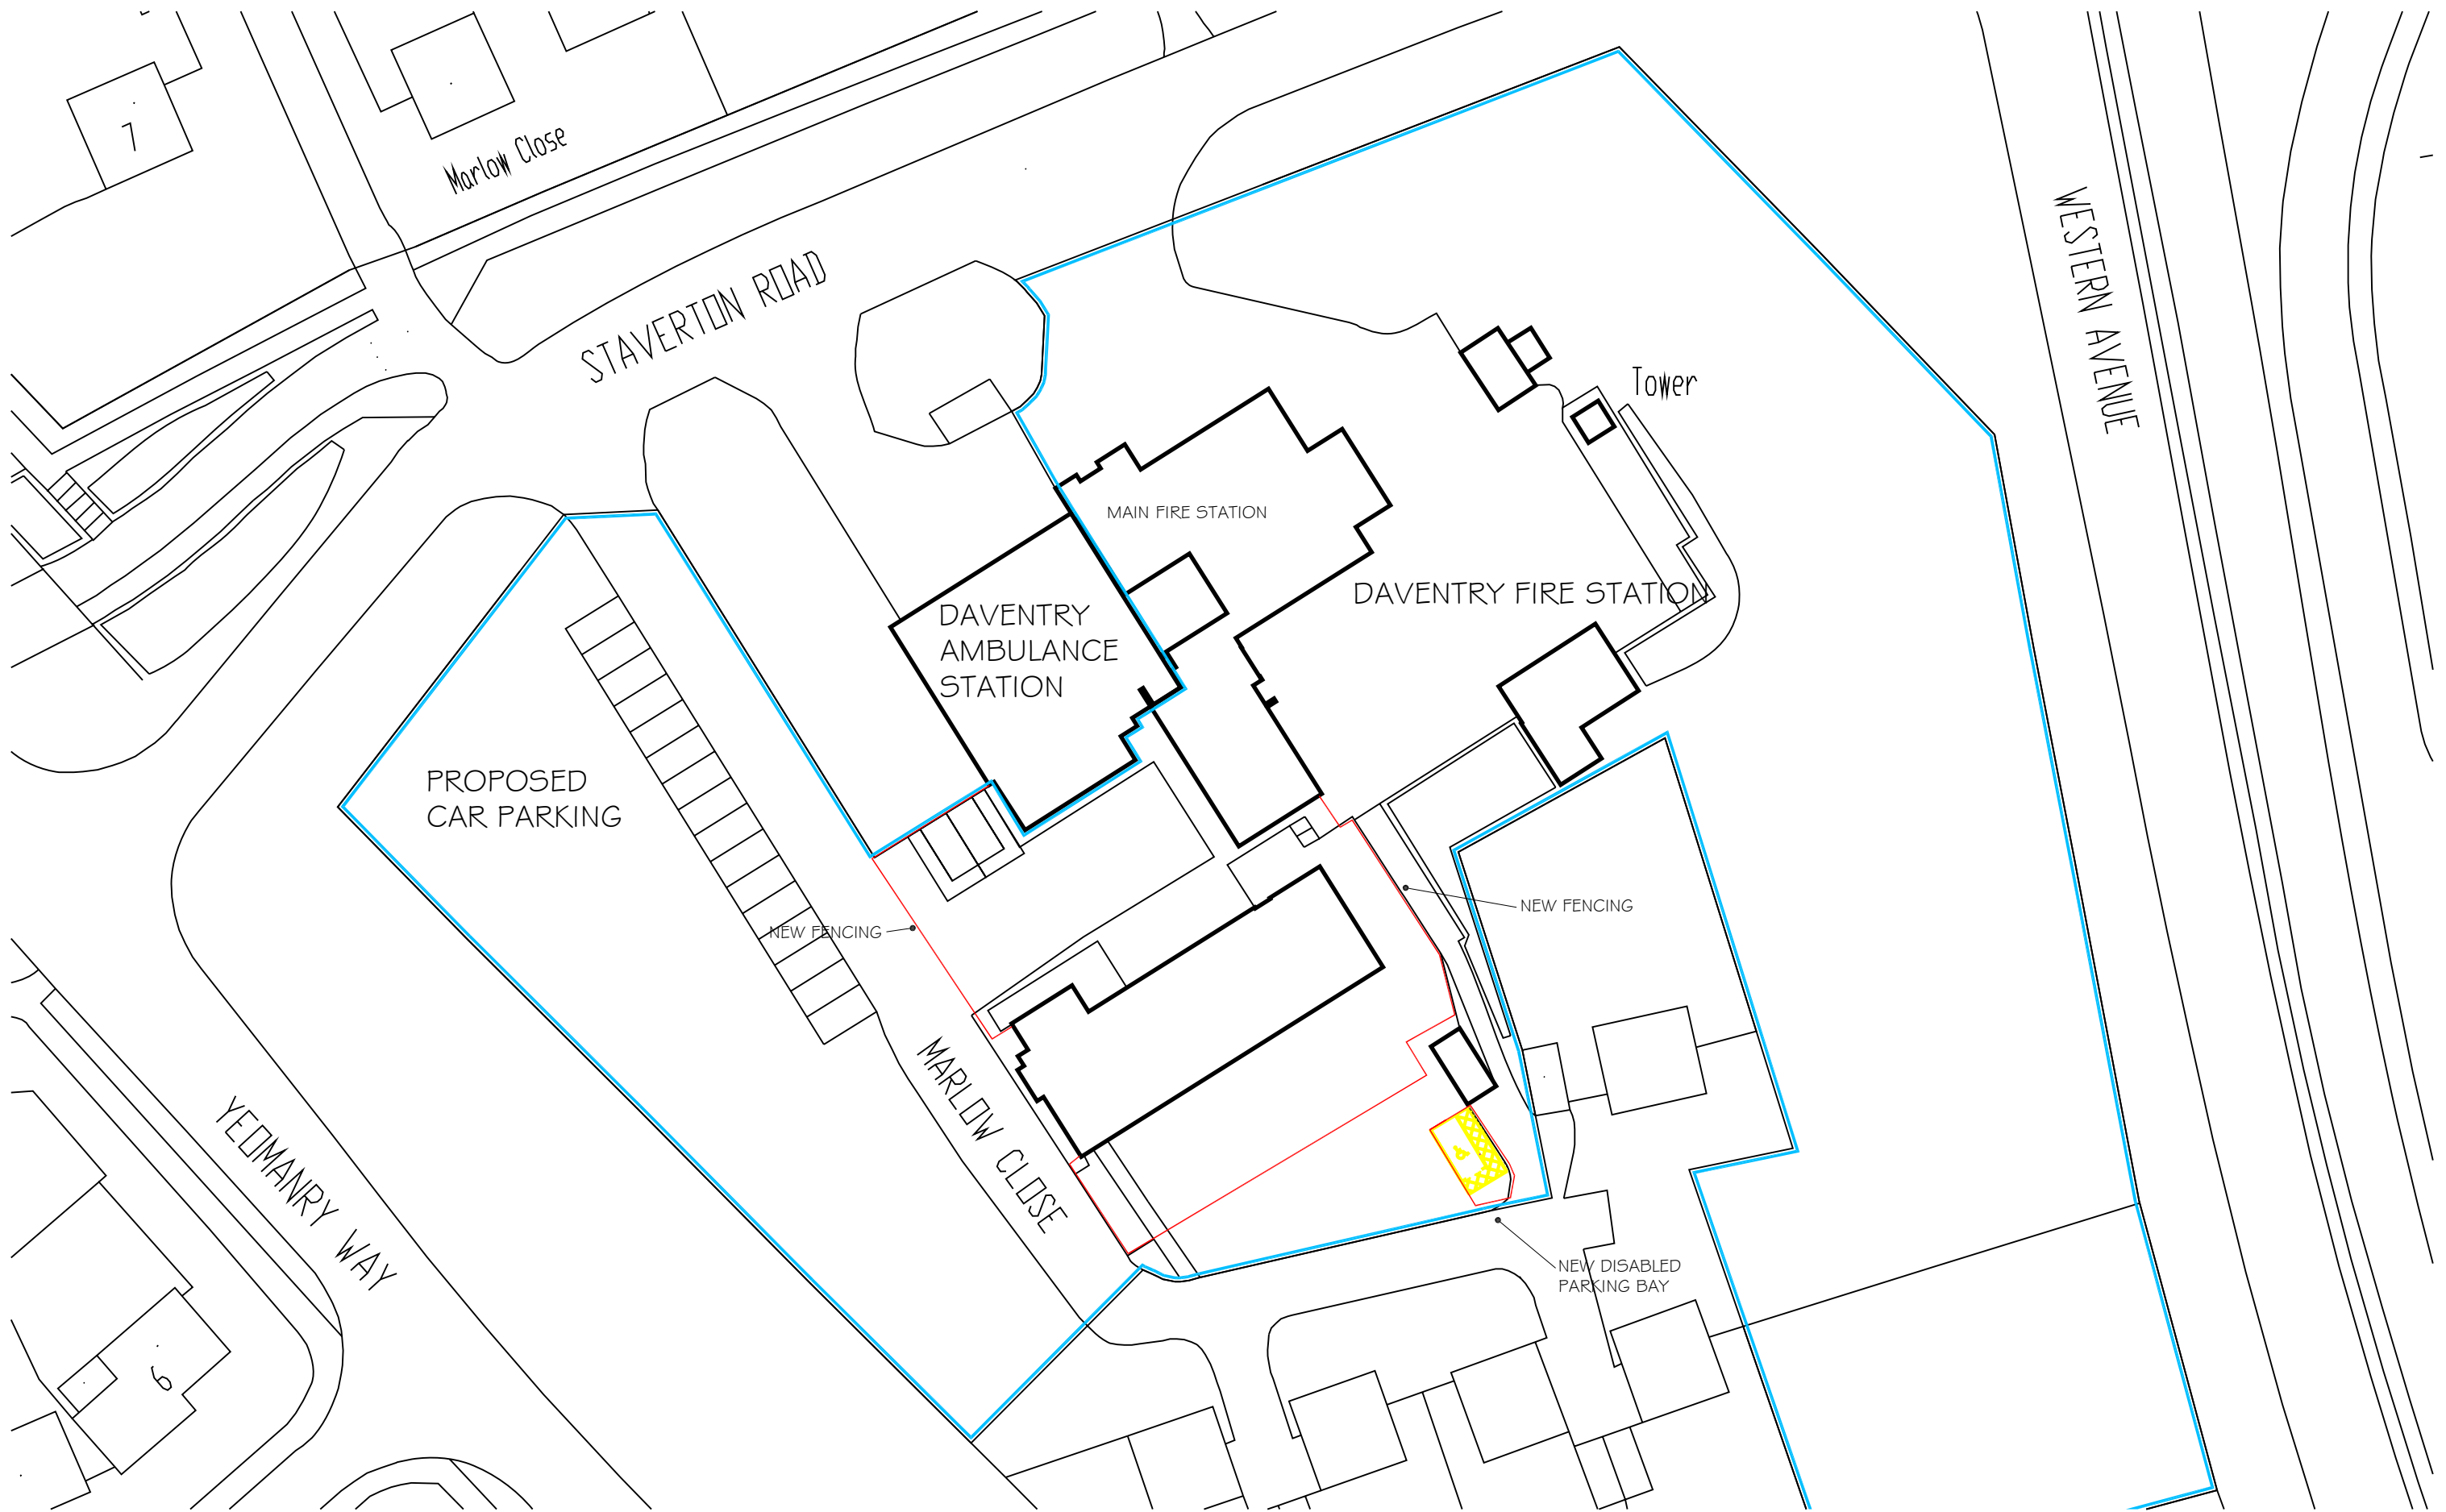 7
Marlow Close
STAVERTON ROAD
WESTERN AVENUE
Tower
MAIN FIRE STATION
DAVENTRY FIRE STATION
DAVENTRY
AMBULANCE
STATION
PROPOSED
CAR PARKING
NEW FENCING
NEW FENCING
MARLOW CLOSE
YEOMANRY WAY
NEW DISABLED
PARKING BAY
6